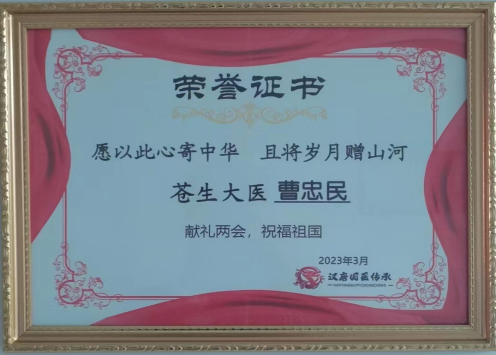 荣誉证书
愿以此心寄中华 且将岁月赠山河
苍生大医 曹忠民
献礼两会，祝福祖国
2023年3月
汉唐国医传承